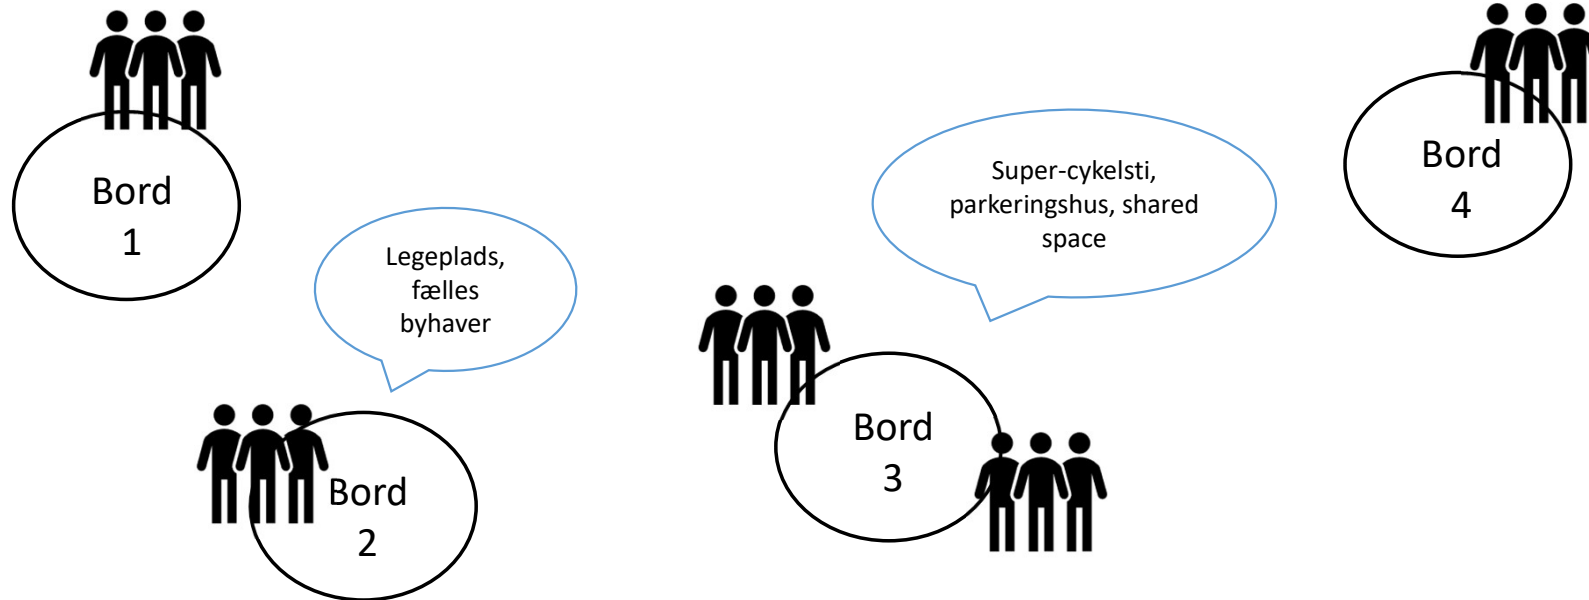 Bord
1
Legeplads,
fælles
byhaver
Bord
2
Super-cykelsti,
parkeringshus, shared
space
Bord
3
Bord
4